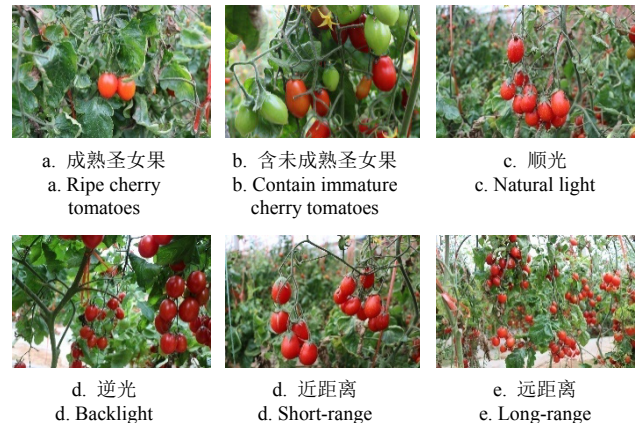 a. 成熟圣女果
a. Ripe cherry
tomatoes
b. 含未成熟圣女果
b. Contain immature
cherry tomatoes
c. 顺光
c. Natural light
d. 逆光
d. Backlight
d. 近距离
d. Short-range
e. 远距离
e. Long-range